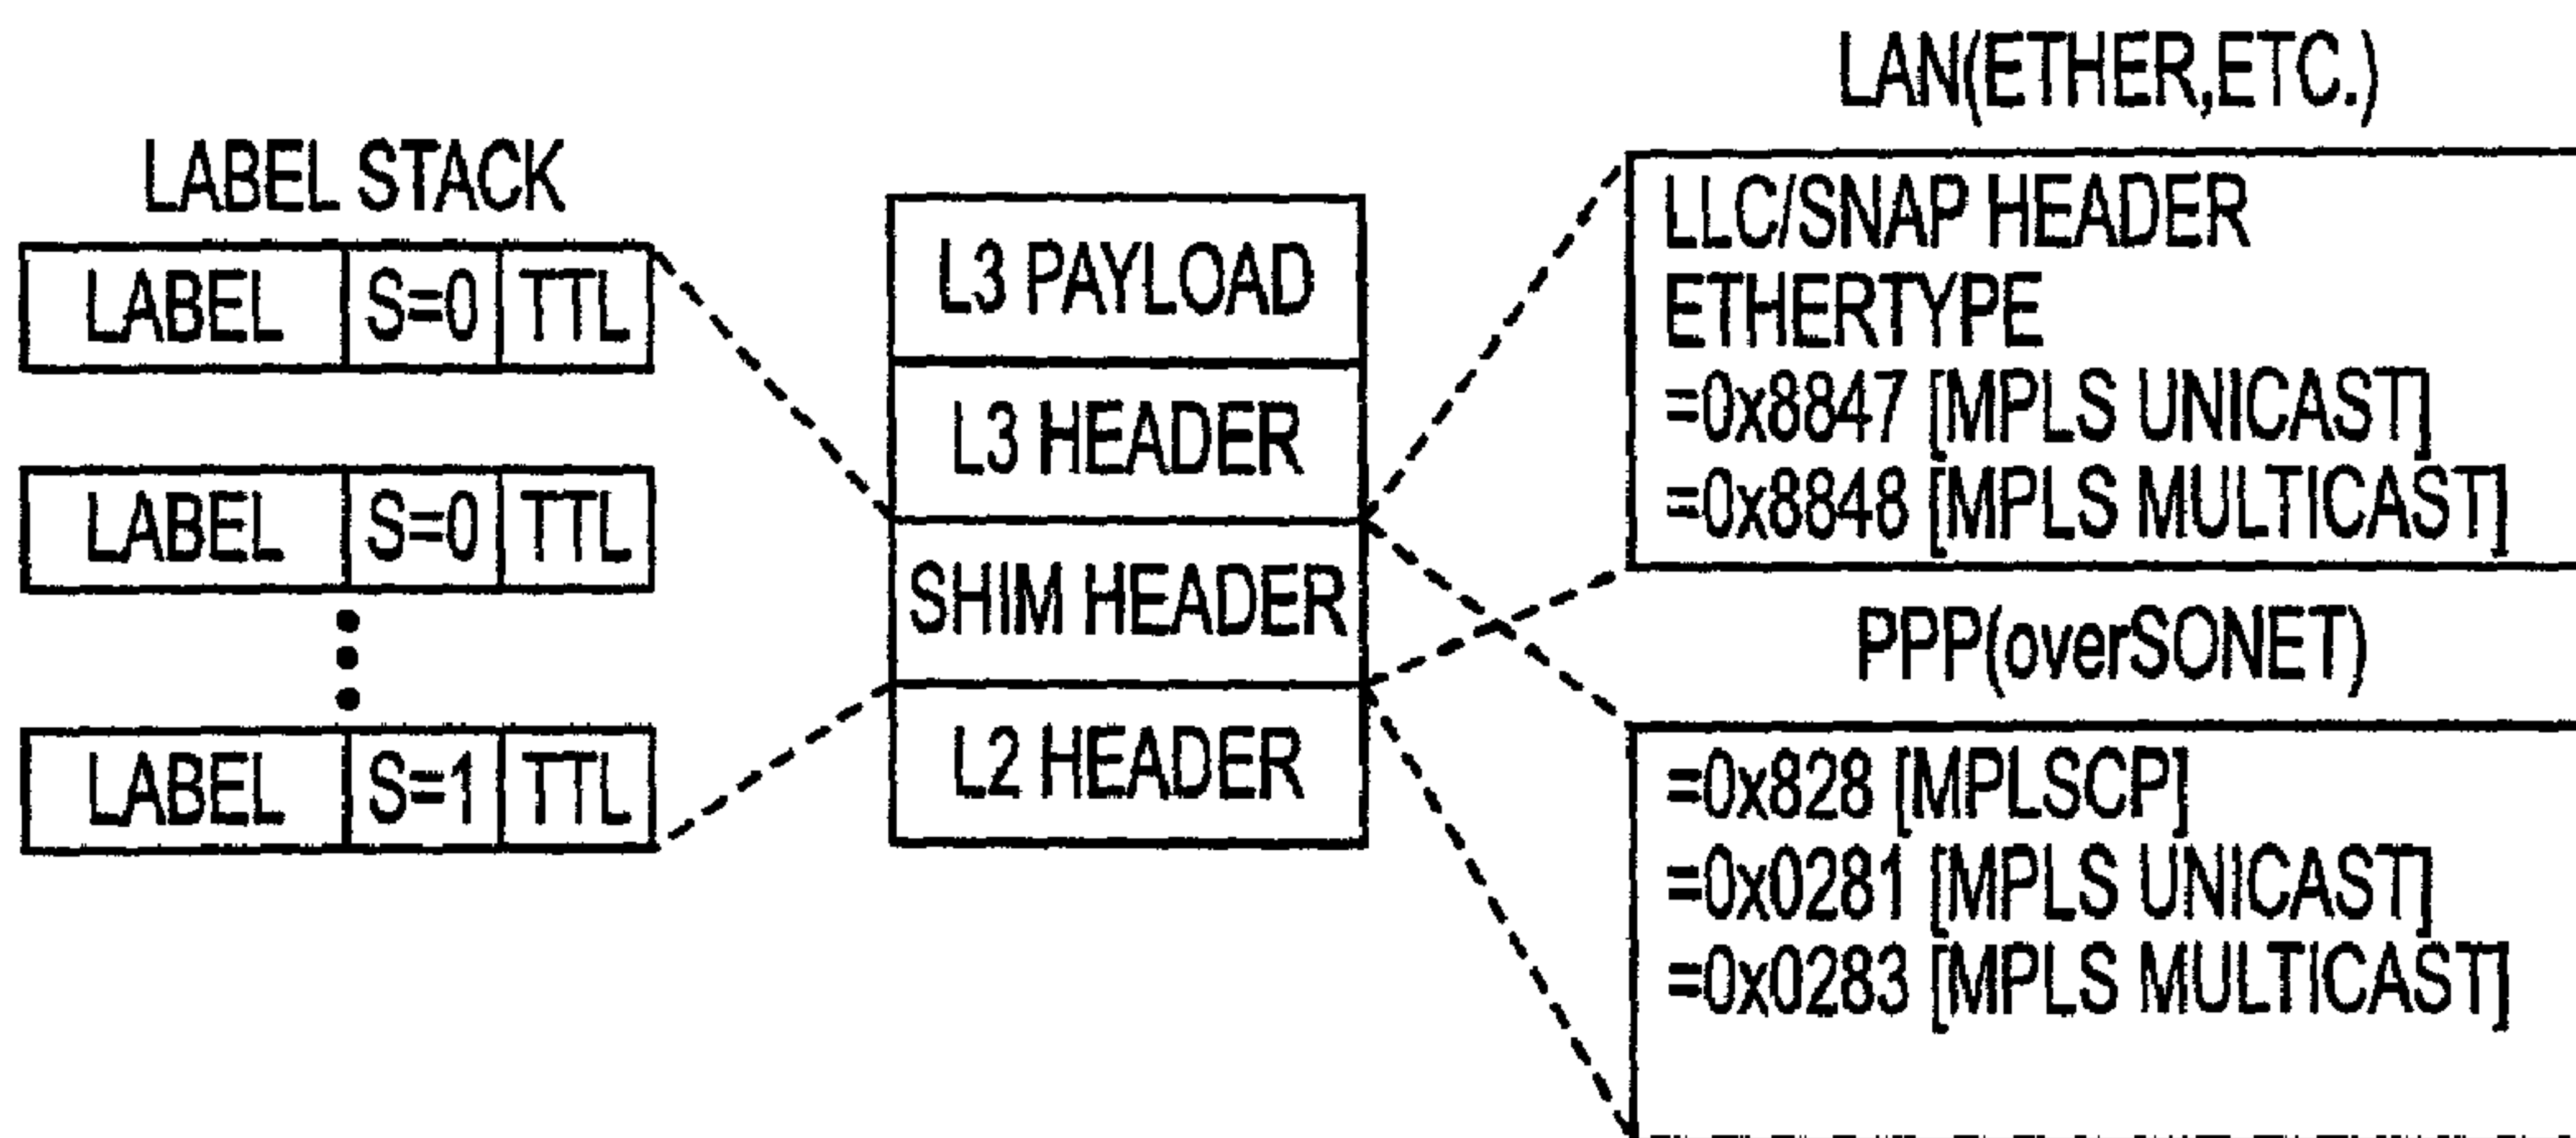 LABEL STACK
LABEL S=0 TTL
LABEL S=0 TTL
LABEL S=1 TTL
L3 PAYLOAD
L3 HEADER
SHIM HEADER
L2 HEADER
LAN(ETHER,ETC.)
LLC/SNAP HEADER
ETHERTYPE
=0x8847 [MPLS UNICAST]
=0x8848 [MPLS MULTICAST]
PPP(overSONET)
=0x828 [MPLSCP]
=0x0281 [MPLS UNICAST]
=0x0283 [MPLS MULTICAST]